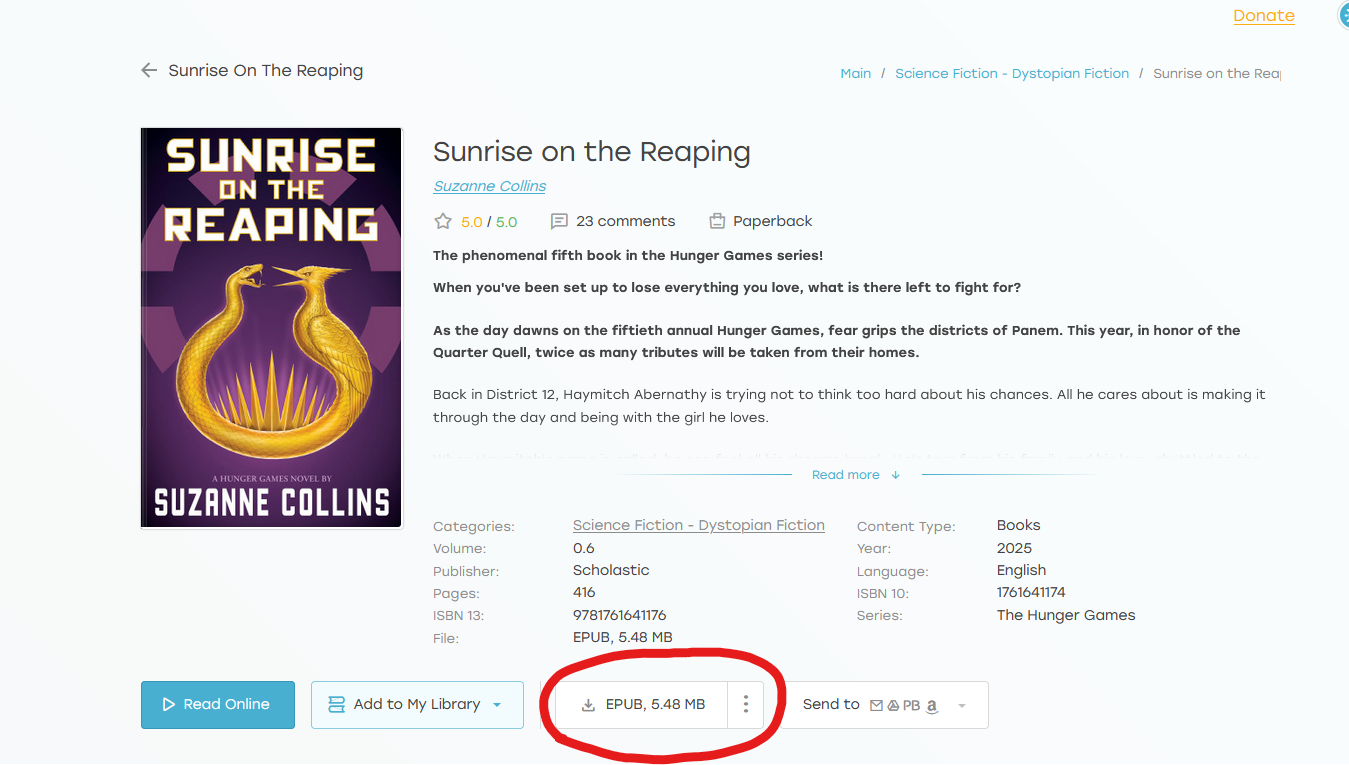 Donate
Sunrise On The Reaping
Main / Science Fiction - Dystopian Fiction / Sunrise on the Reap
SUNRISE
ON THE
REAPING
A HUNGER GAMES NOVEL BY
SUZANNE COLLINS
Sunrise on the Reaping
Suzanne Collins
5.0 / 5.0 23 comments Paperback
The phenomenal fifth book in the Hunger Games series!
When you've been set up to lose everything you love, what is there left to fight for?
As the day dawns on the fiftieth annual Hunger Games, fear grips the districts of Panem. This year, in honor of the
Quarter Quell, twice as many tributes will be taken from their homes.
Back in District 12, Haymitch Abernathy is trying not to think too hard about his chances. All he cares about is making it
through the day and being with the girl he loves.
Read more
Categories: Science Fiction - Dystopian Fiction Content Type: Books
Volume: 0.6 Year: 2025
Publisher: Scholastic Language: English
Pages: 416 ISBN 10: 1761641174
ISBN 13: 9781761641176 Series: The Hunger Games
File: EPUB, 5.48 MB
Read Online Add to My Library EPUB, 5.48 MB Send to PB a